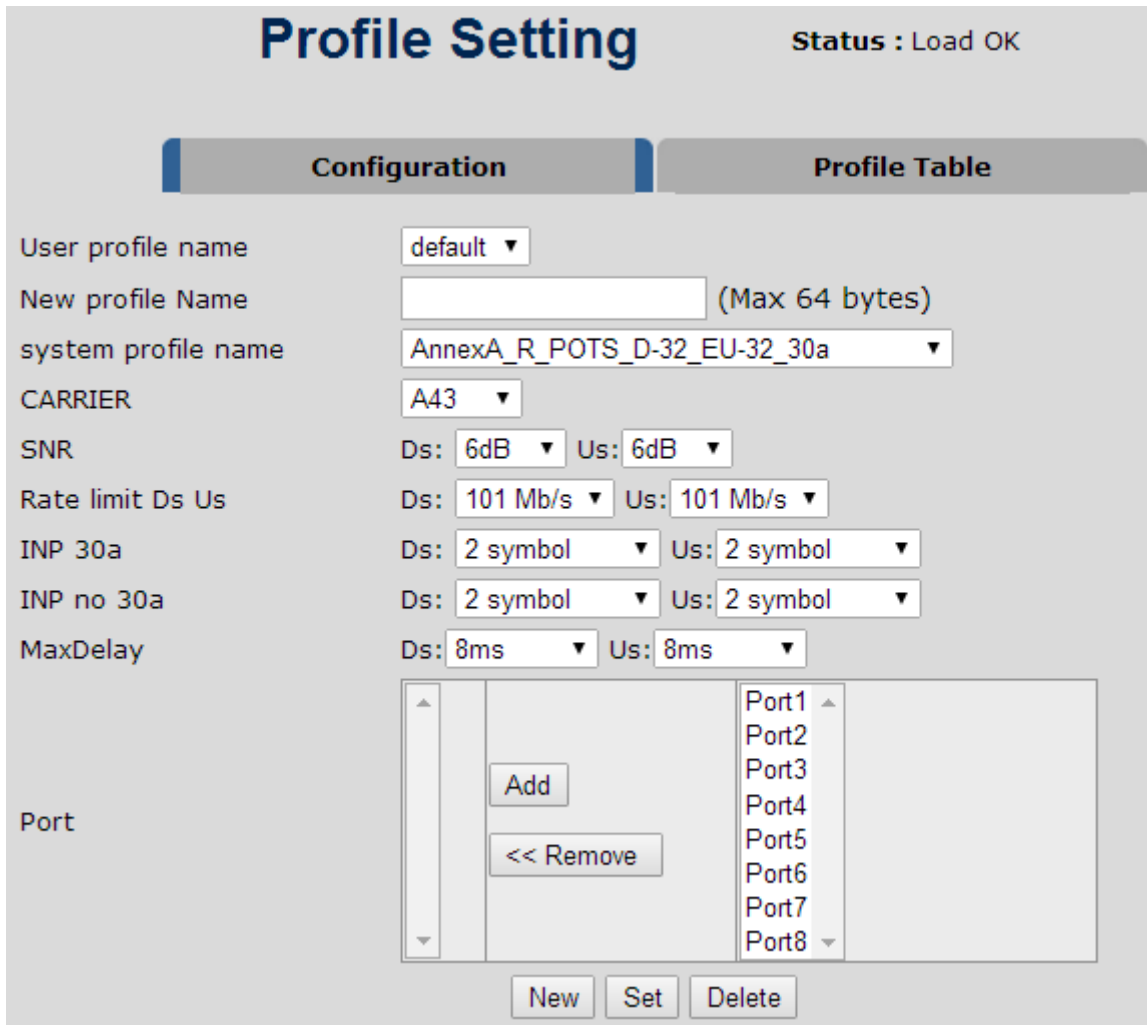 Profile Setting Status : Load OK
Configuration Profile Table
User profile name default
New profile Name (Max 64 bytes)
system profile name AnnexA_R_POTS_D-32_EU-32_30a
CARRIER A43
SNR Ds: 6dB Us: 6dB
Rate limit Ds Us Ds: 101 Mb/s Us: 101 Mb/s
INP 30a Ds: 2 symbol Us: 2 symbol
INP no 30a Ds: 2 symbol Us: 2 symbol
MaxDelay Ds: 8ms Us: 8ms
Port
Add
<< Remove
Port1
Port2
Port3
Port4
Port5
Port6
Port7
Port8
New Set Delete